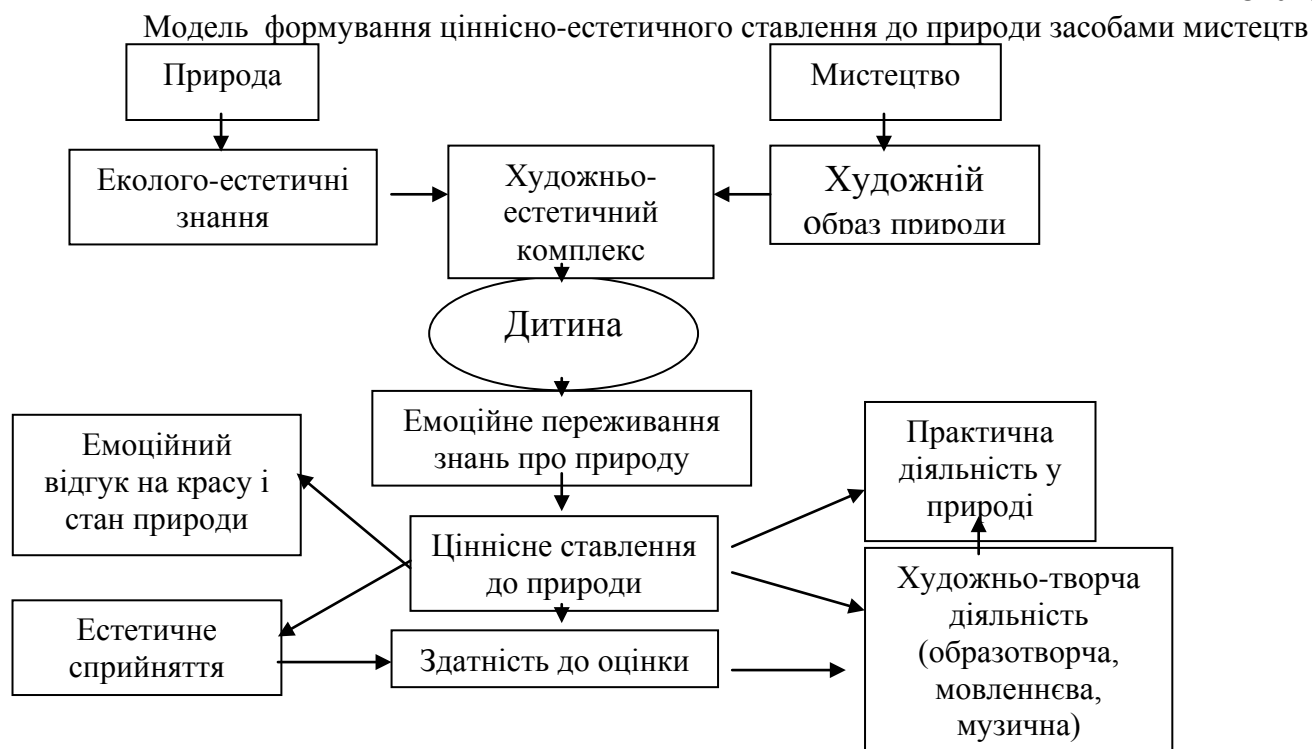 Модель формування ціннісно-естетичного ставлення до природи засобами мистецтв
Природа
Мистецтво
Еколого-естетичні
знання
Художньо-
естетичний
комплекс
Художній
образ природи
Дитина
Емоційне переживання
знань про природу
Емоційний
відгук на красу і
стан природи
Практична
діяльність у
природі
Ціннісне ставлення
до природи
Естетичне
сприйняття
Здатність до оцінки
Художньо-творча
діяльність
(образотворча,
мовленнєва,
музична)